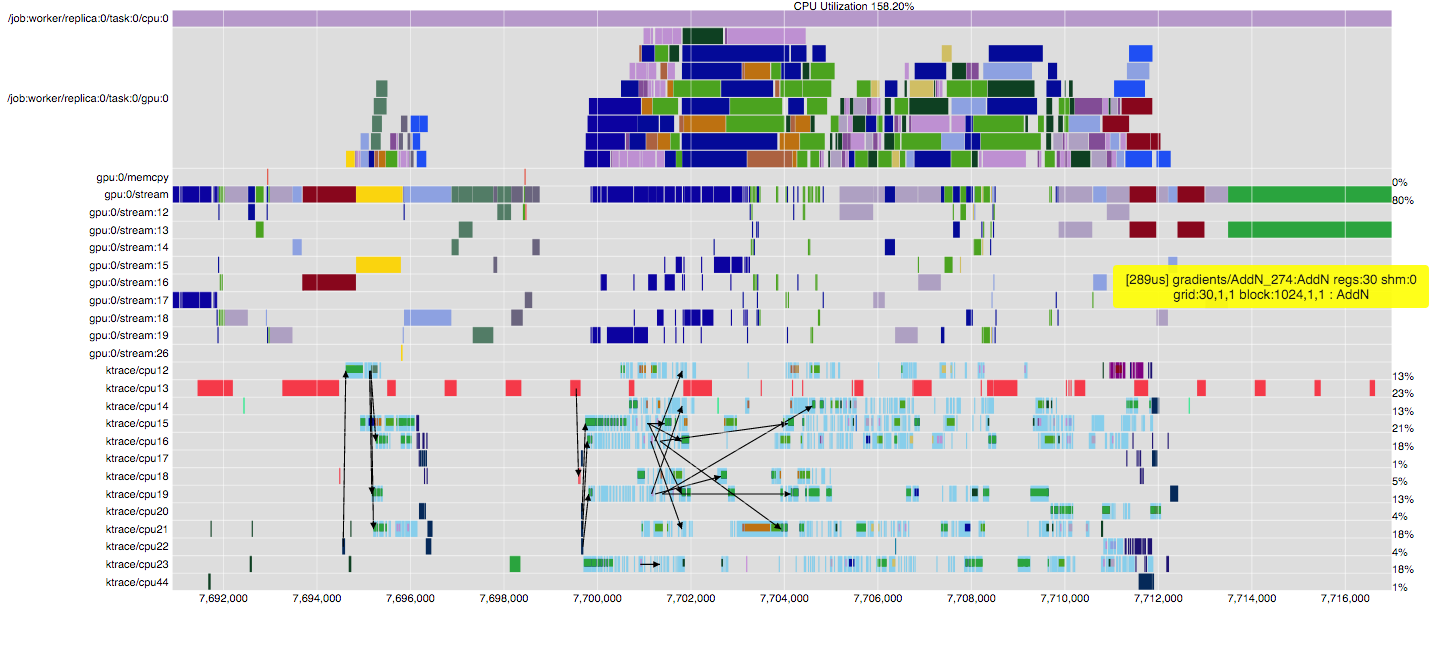 CPU Utilization 158.20%
/job:worker/replica:0/task:0/cpu:0
/job:worker/replica:0/task:0/gpu:0
gpu:0/memcpy
0%
gpu:0/stream
80%
gpu:0/stream:12
gpu:0/stream:13
gpu:0/stream:14
gpu:0/stream:15
gpu:0/stream:16
[289us] gradients/AddN_274:AddN regs:30 shm:0
grid:30,1,1 block:1024,1,1 : AddN
gpu:0/stream:17
gpu:0/stream:18
gpu:0/stream:19
gpu:0/stream:26
ktrace/cpu12
13%
ktrace/cpu13
23%
ktrace/cpu14
13%
ktrace/cpu15
21%
ktrace/cpu16
18%
ktrace/cpu17
1%
ktrace/cpu18
5%
ktrace/cpu19
13%
ktrace/cpu20
4%
ktrace/cpu21
18%
ktrace/cpu22
4%
ktrace/cpu23
18%
ktrace/cpu44
1%
7,692,000 7,694,000 7,696,000 7,698,000 7,700,000 7,702,000 7,704,000 7,706,000 7,708,000 7,710,000 7,712,000 7,714,000 7,716,000